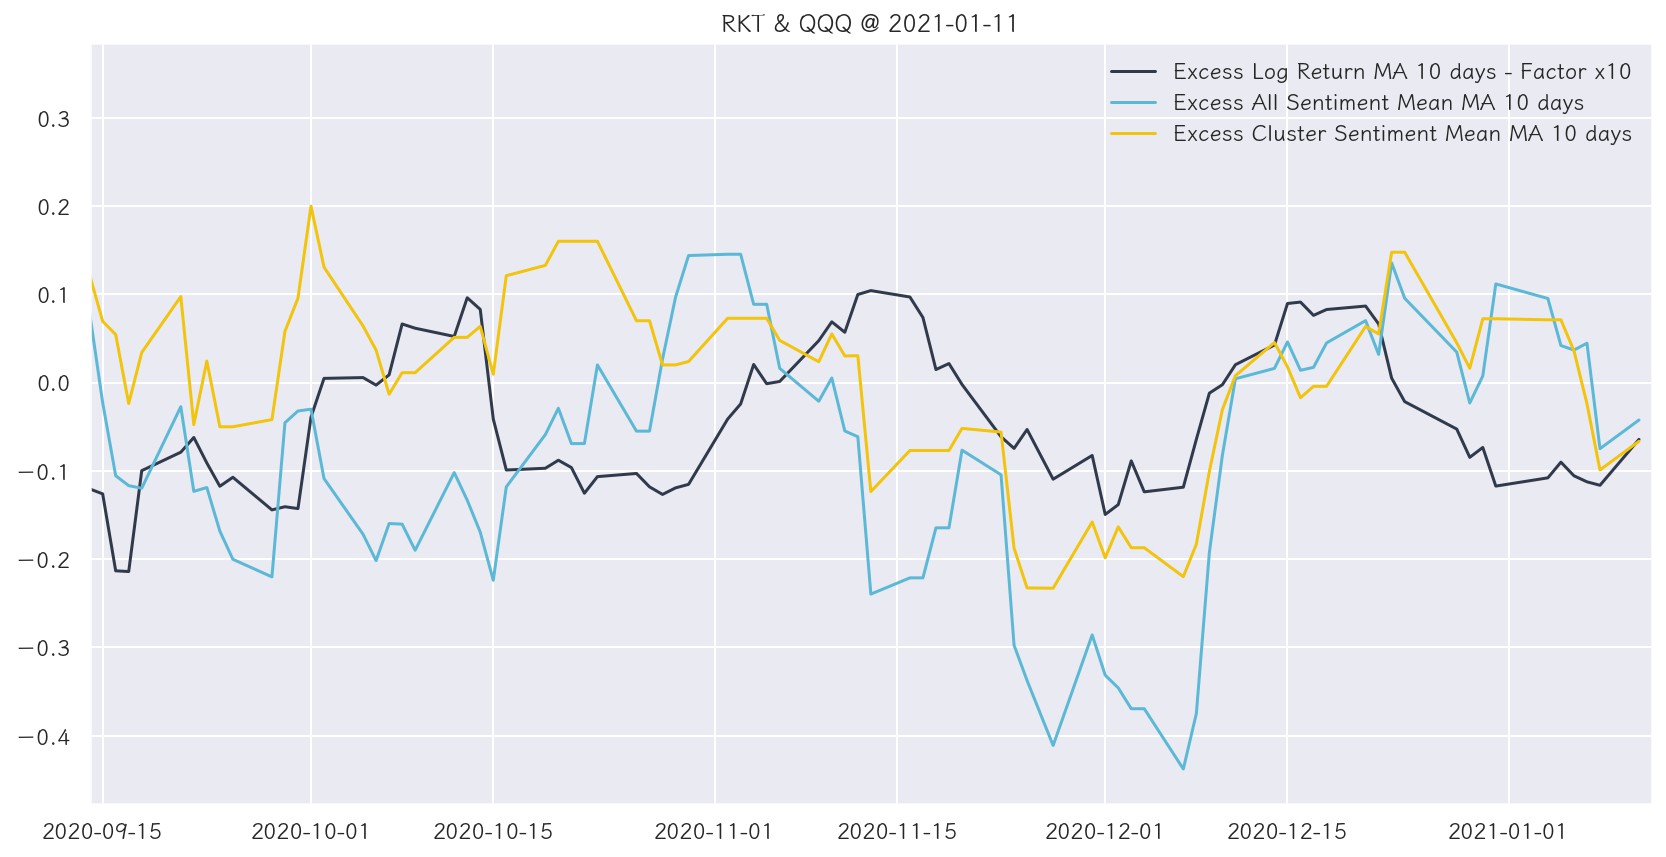 RKT & QQQ @ 2021-01-11
Excess Log Return MA 10 days - Factor x10
Excess All Sentiment Mean MA 10 days
Excess Cluster Sentiment Mean MA 10 days
0.3
0.2
0.1
0.0
−0.1
−0.2
−0.3
−0.4
2020-09-15 2020-10-01 2020-10-15 2020-11-01 2020-11-15 2020-12-01 2020-12-15 2021-01-01